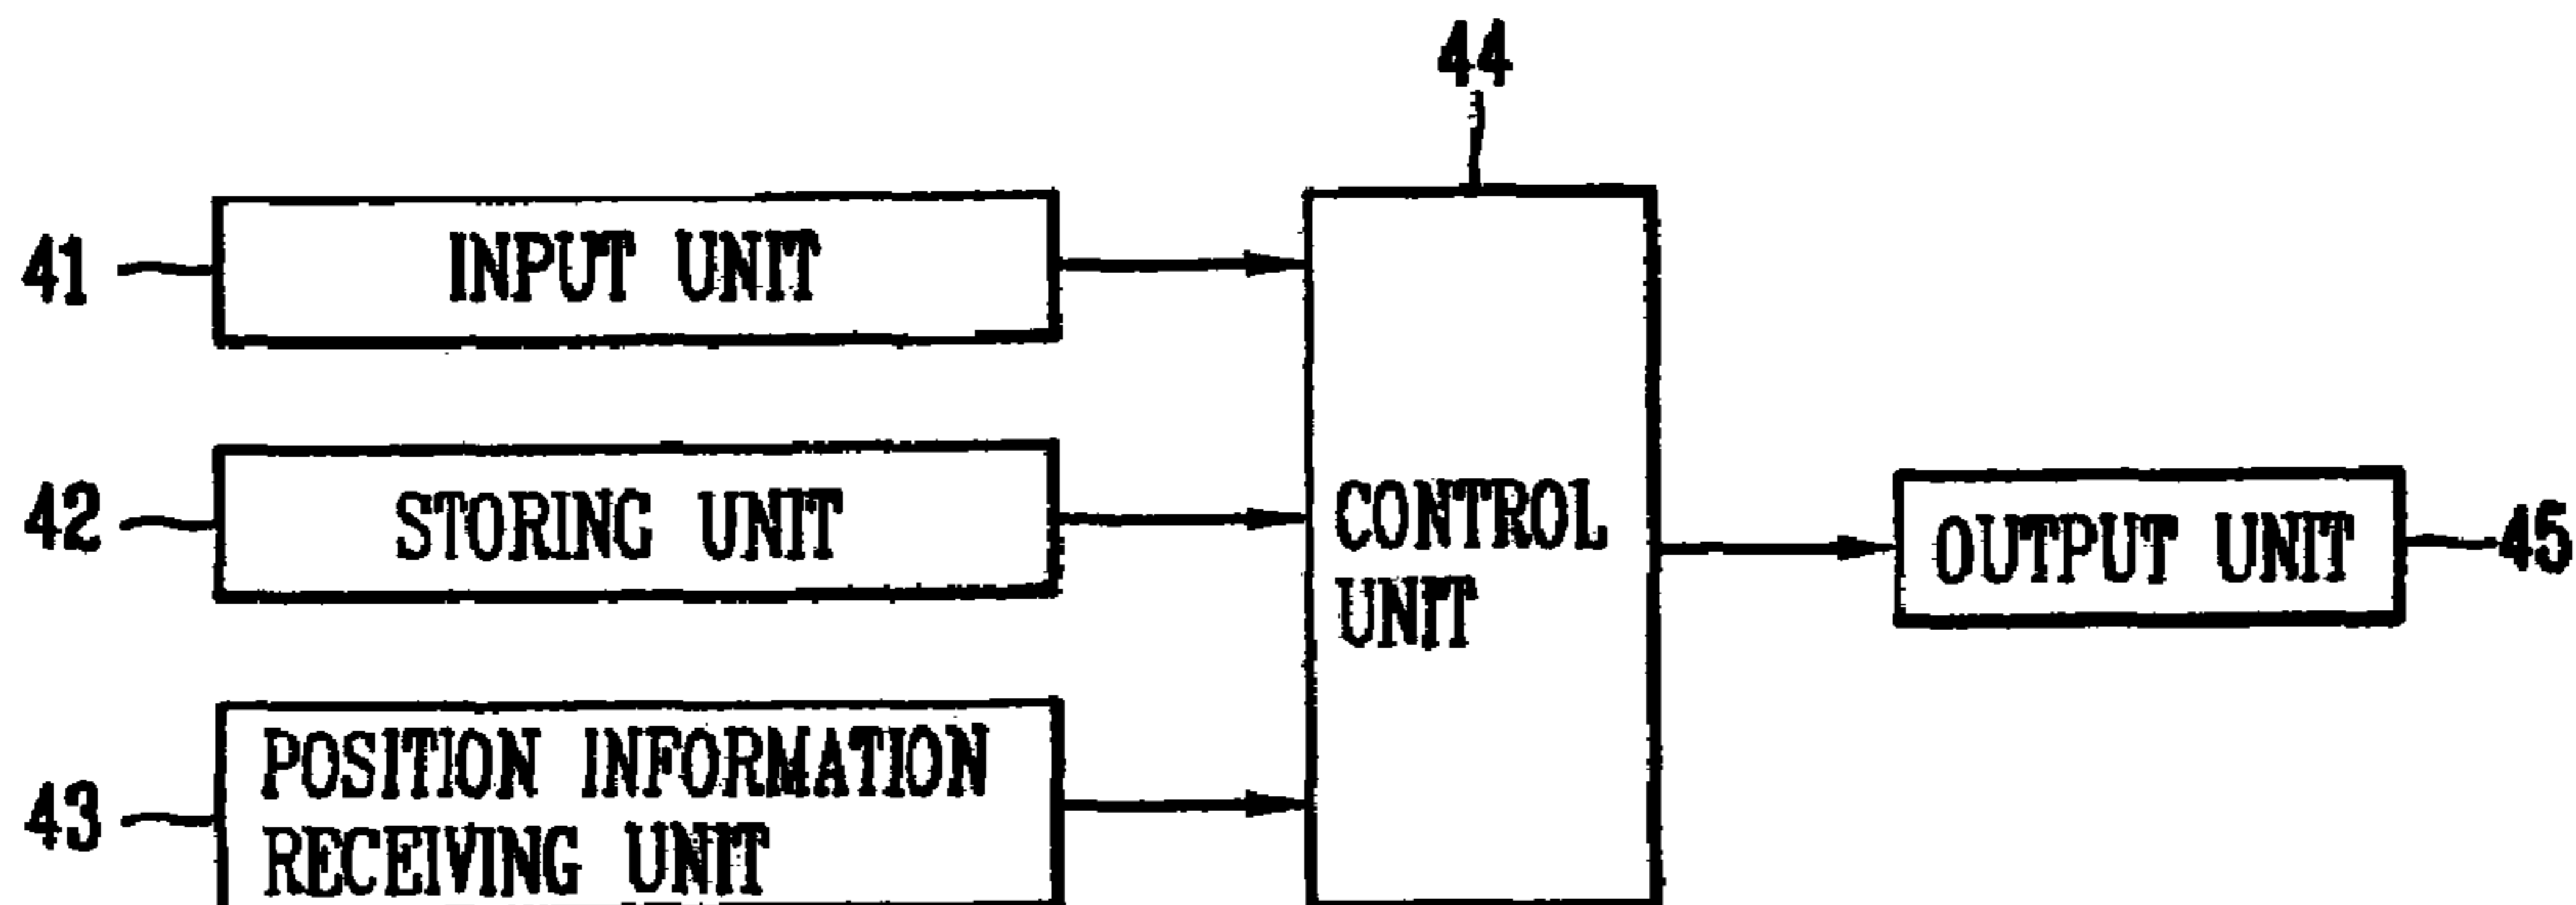 44
41
INPUT UNIT
42
STORING UNIT
CONTROL
UNIT
OUTPUT UNIT
45
43
POSITION INFORMATION
RECEIVING UNIT